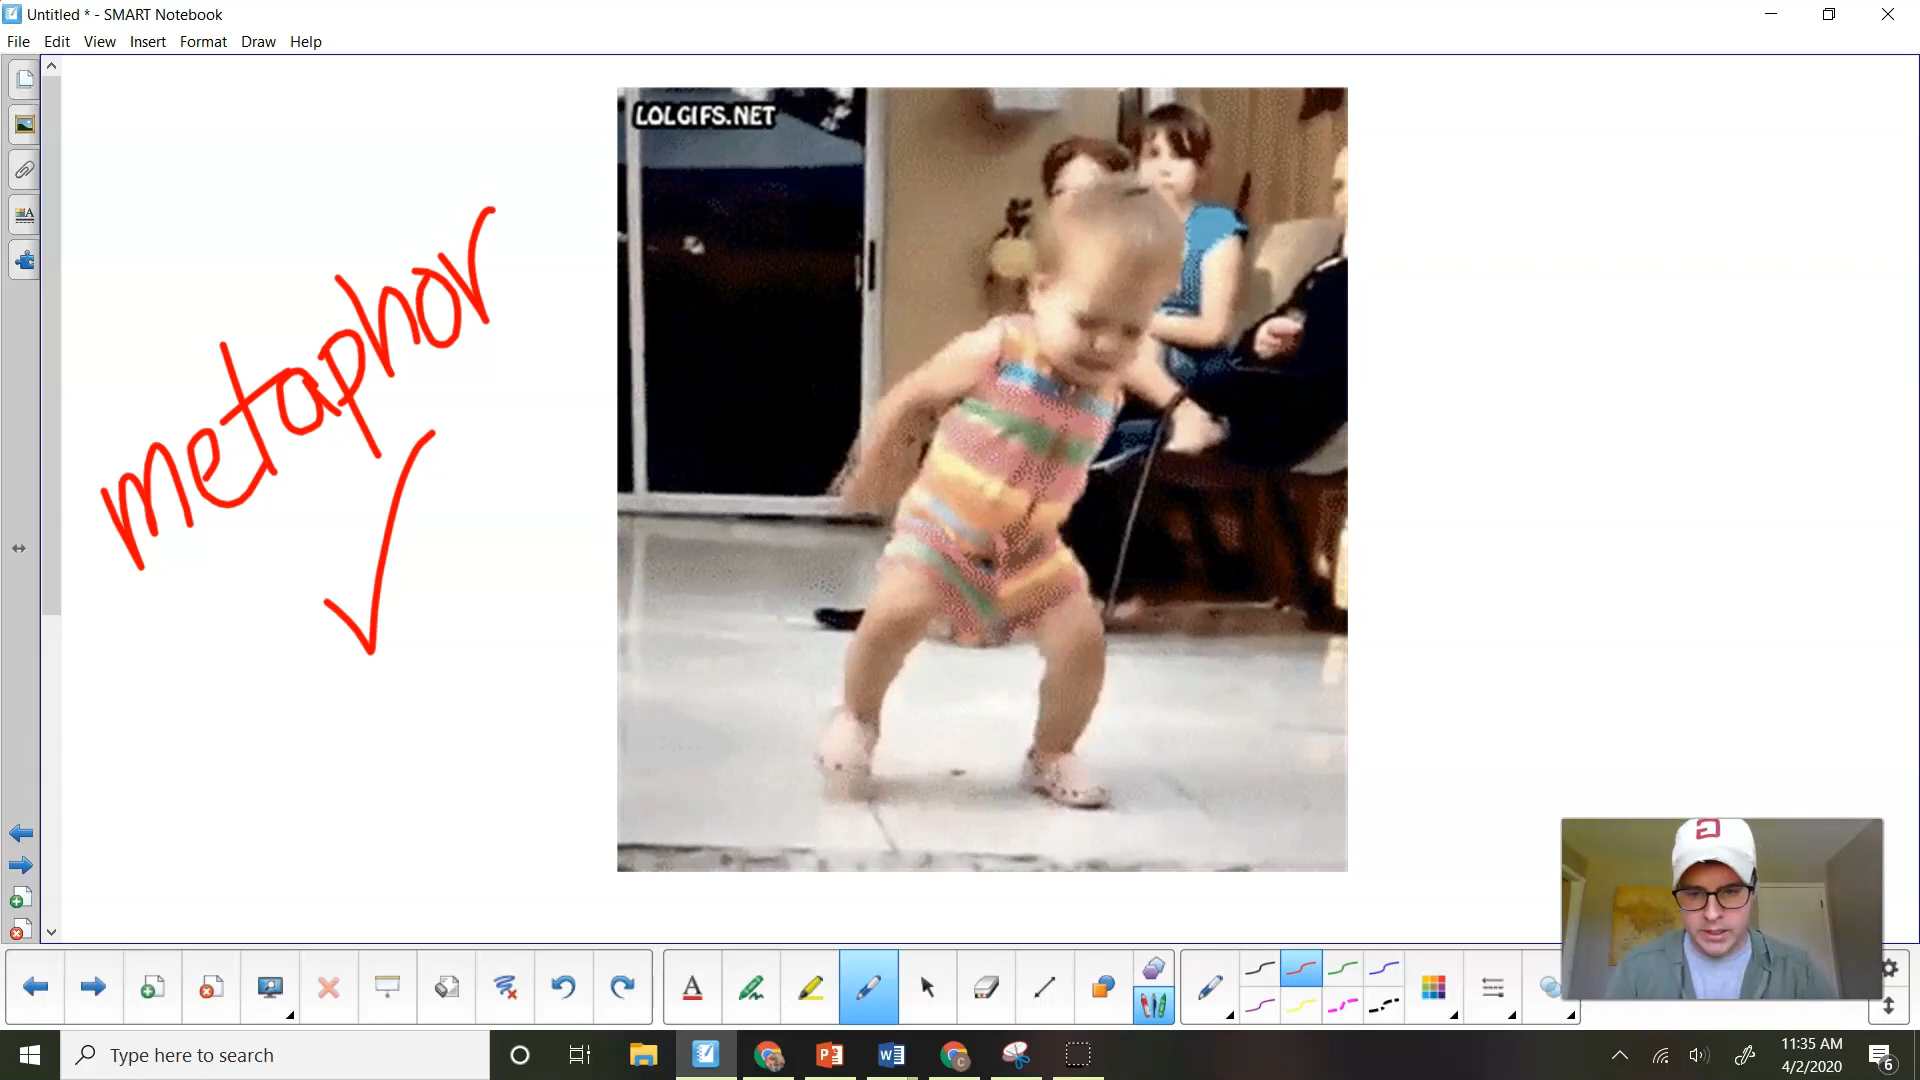 Untitled * - SMART Notebook
File Edit View Insert Format Draw Help
LOLGIFS.NET
metaphor
Type here to search
11:35 AM
4/2/2020
6